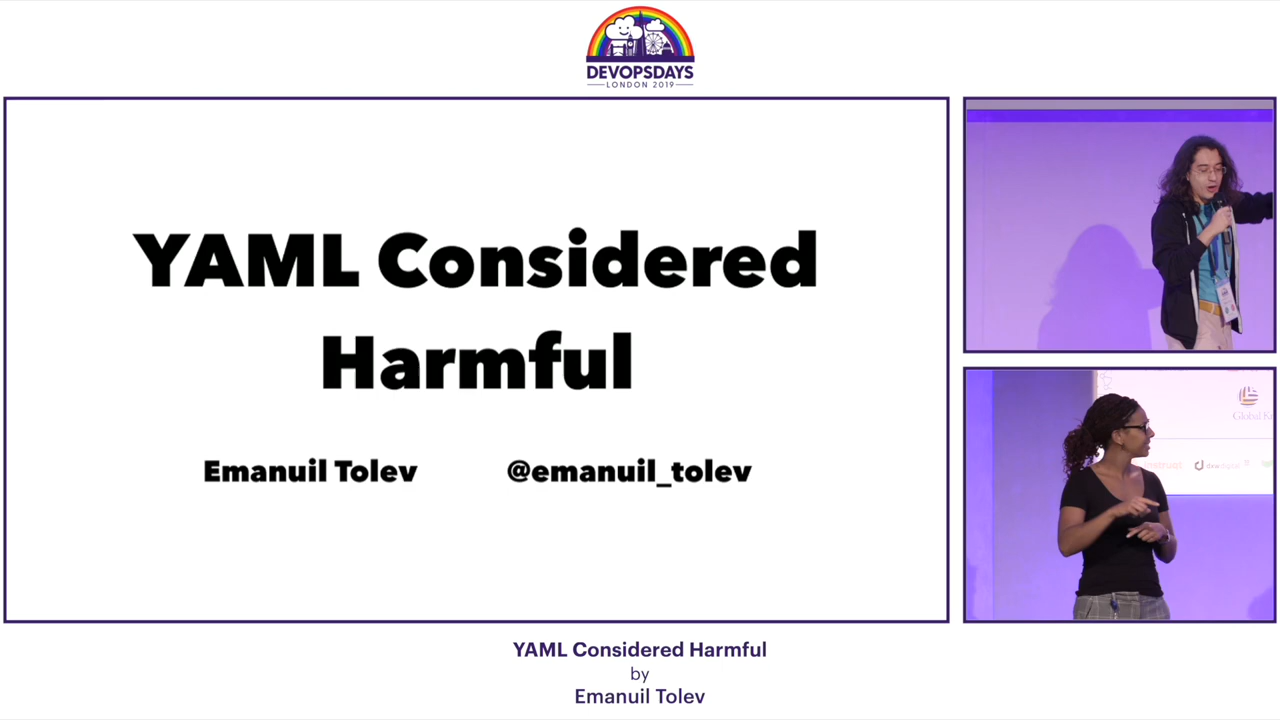 DEVOPSDAYS
LONDON 2019
YAML Considered
Harmful
Emanuil Tolev
@emanuil_tolev
YAML Considered Harmful
by
Emanuil Tolev